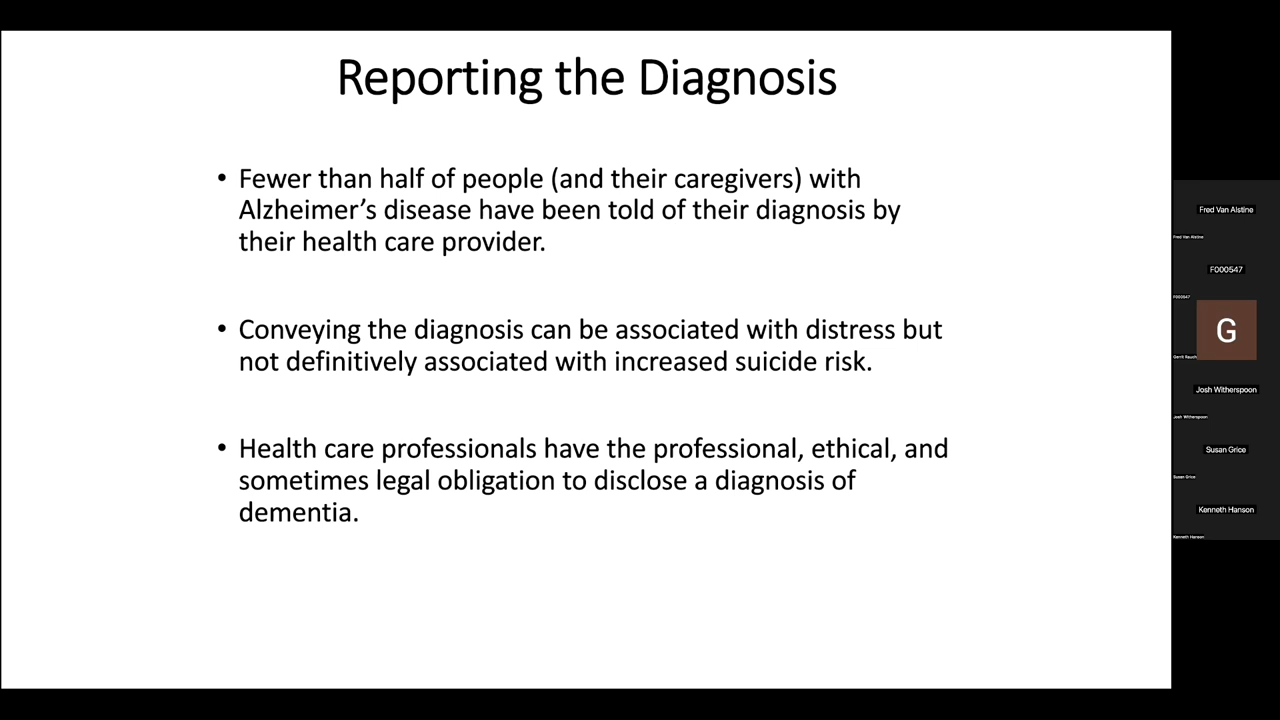 Reporting the Diagnosis
• Fewer than half of people (and their caregivers) with
Alzheimer's disease have been told of their diagnosis by
their health care provider.
• Conveying the diagnosis can be associated with distress but
not definitively associated with increased suicide risk.
• Health care professionals have the professional, ethical, and
sometimes legal obligation to disclose a diagnosis of
dementia.
Fred Van Alstine
Fred Van Alstine
F000547
F000547
G
Josh Witherspoon
Josh Witherspoon
Susan Grice
Susan Grice
Kenneth Hanson
Kenneth Hanson